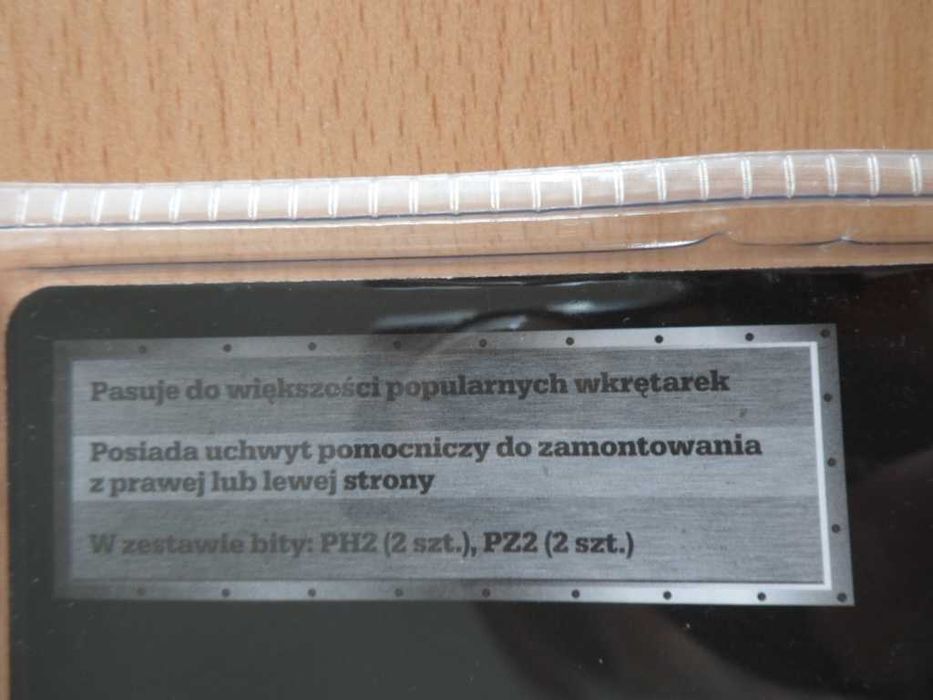 Pasuje do większości popularnych wkrętarek
Posiada uchwyt pomocniczy do zamontowania
z prawej lub lewej strony
W zestawie bity: PH2 (2 szt.), PZ2 (2 szt.)